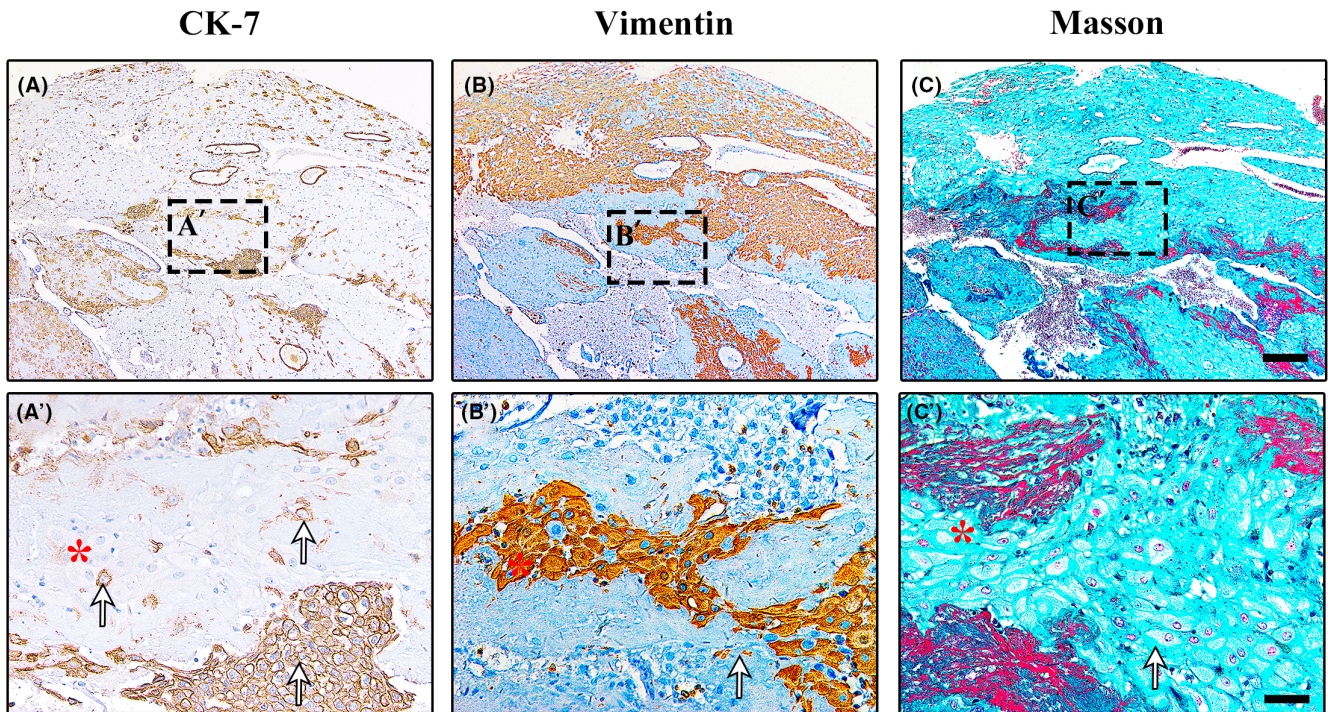 CK-7 Vimentin Masson
(A) (B) (C)
A′ B′ C′
(A’) (B’) (C’)